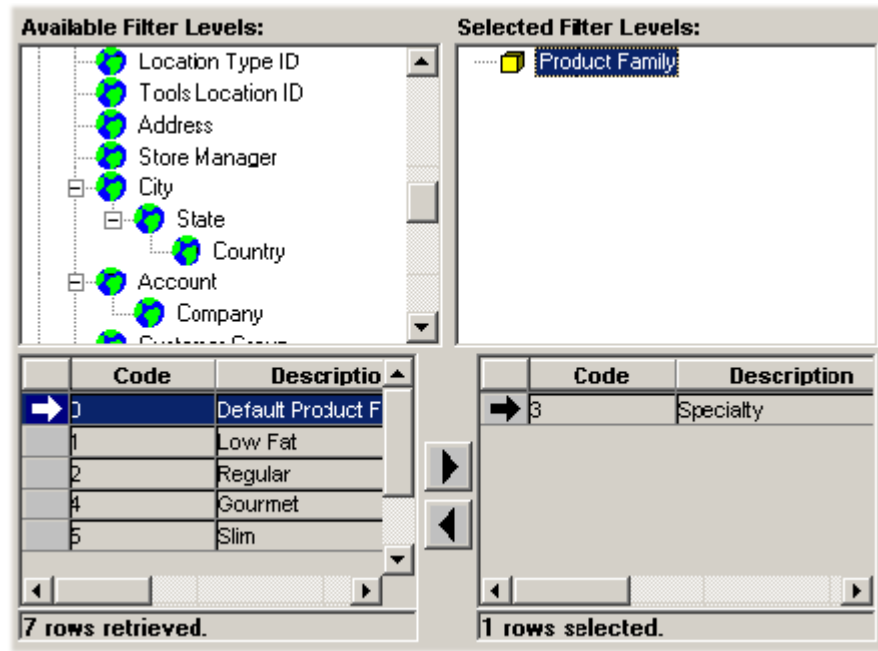 Available Filter Levels:
Location Type ID
Tools Location ID
Address
Store Manager
City
State
Country
Account
Company
Selected Filter Levels:
Product Family
Code Descriptio
0 Default Product F
1 Low Fat
2 Regular
4 Gourmet
5 Slim
7 rows retrieved.
Code Description
3 Specialty
1 rows selected.